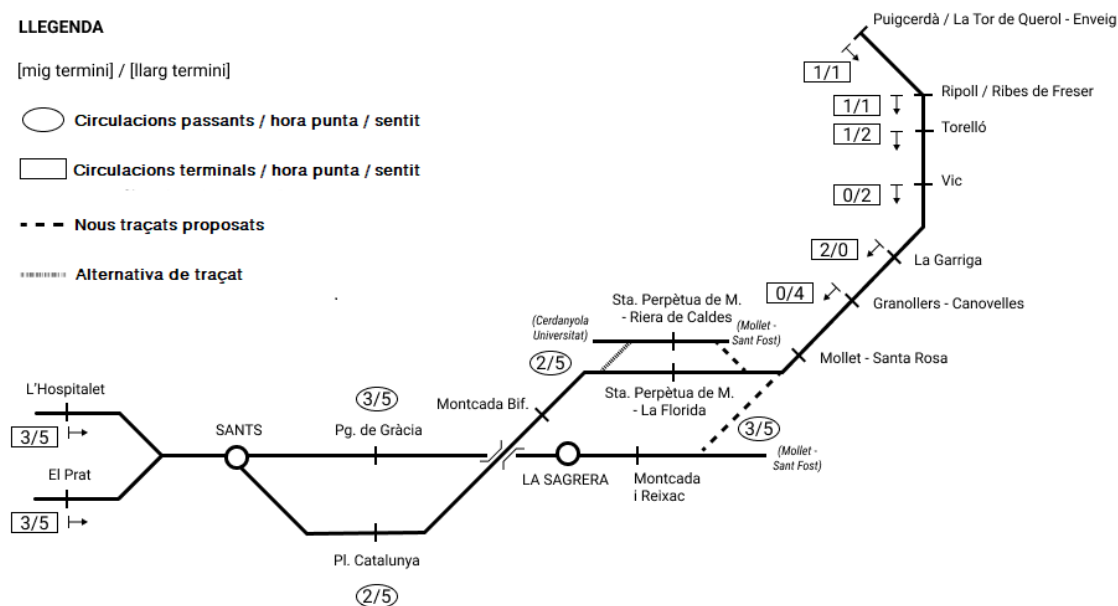 LLEGENDA
[mig termini] / [llarg termini]
Circulacions passants / hora punta / sentit
Circulacions terminals / hora punta / sentit
Nous traçats proposats
Alternativa de traçat
Puigcerdà / La Tor de Querol - Enveig
1/1
Ripoll / Ribes de Freser
1/1
Torelló
1/2
Vic
0/2
La Garriga
2/0
Granollers - Canovelles
0/4
Mollet - Santa Rosa
Sta. Perpètua de M.
- Riera de Caldes
(Cerdanyola
Universitat)
(Mollet -
Sant Fost)
2/5
Sta. Perpètua de M.
- La Florida
Montcada Bif.
3/5
(Mollet -
Sant Fost)
L'Hospitalet
3/5
SANTS
3/5
Pg. de Gràcia
LA SAGRERA
Montcada
i Reixac
El Prat
3/5
Pl. Catalunya
2/5